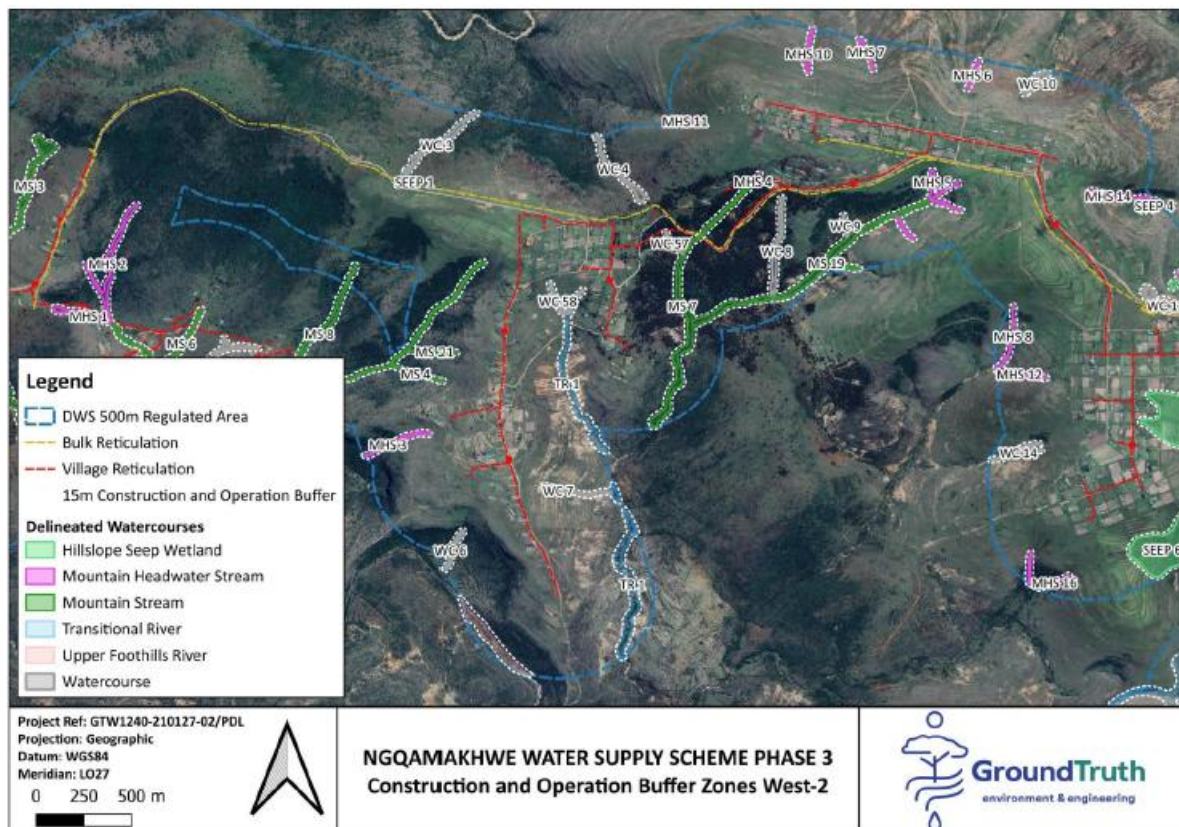 MHS 10
MHS 7
MHS 6
WC 10
MHS 11
WC 3
WC 4
SEEP 1
MS 3
MHS 4
MHS 5
MHS 14
SEEP 4
MHS 2
WC 57
WC 8
WC 9
MS 19
MHS 1
WC 58
MS 7
WC 1
MS 6
MS 8
MS 21
MS 4
MHS 8
MHS 12
TR 1
MHS 3
WC 14
WC 7
WC 6
TR 1
SEEP 6
MHS 16
Legend
DWS 500m Regulated Area
Bulk Reticulation
Village Reticulation
15m Construction and Operation Buffer
Delineated Watercourses
Hillslope Seep Wetland
Mountain Headwater Stream
Mountain Stream
Transitional River
Upper Foothills River
Watercourse
Project Ref: GTW1240-210127-02/PDL
Projection: Geographic
Datum: WGS84
Meridian: LO27
0 250 500 m
NGQAMAKHWE WATER SUPPLY SCHEME PHASE 3
Construction and Operation Buffer Zones West-2
GroundTruth
environment & engineering